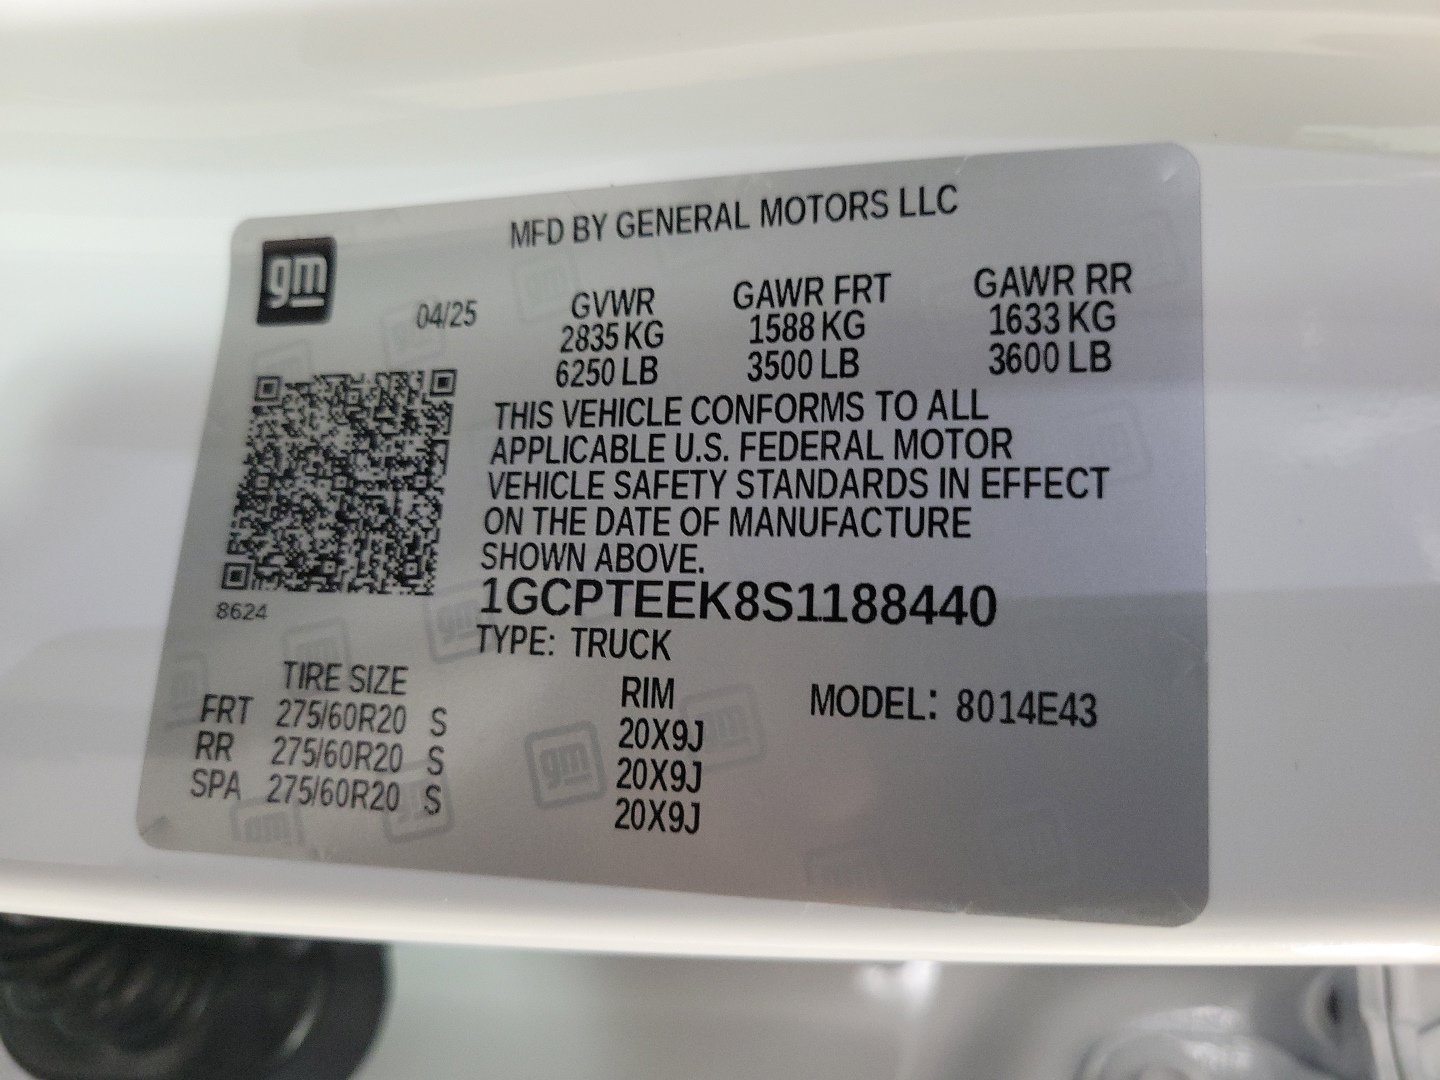 MFD BY GENERAL MOTORS LLC
gm
04/25
GVWR GAWR FRT GAWR RR
2835 KG 1588 KG 1633 KG
6250 LB 3500 LB 3600 LB
THIS VEHICLE CONFORMS TO ALL
APPLICABLE U.S. FEDERAL MOTOR
VEHICLE SAFETY STANDARDS IN EFFECT
ON THE DATE OF MANUFACTURE
SHOWN ABOVE.
1GCPTEEK8S1188440
8624
TYPE: TRUCK
TIRE SIZE RIM MODEL: 8014E43
FRT 275/60R20 S 20X9J
RR 275/60R20 S 20X9J
SPA 275/60R20 S 20X9J